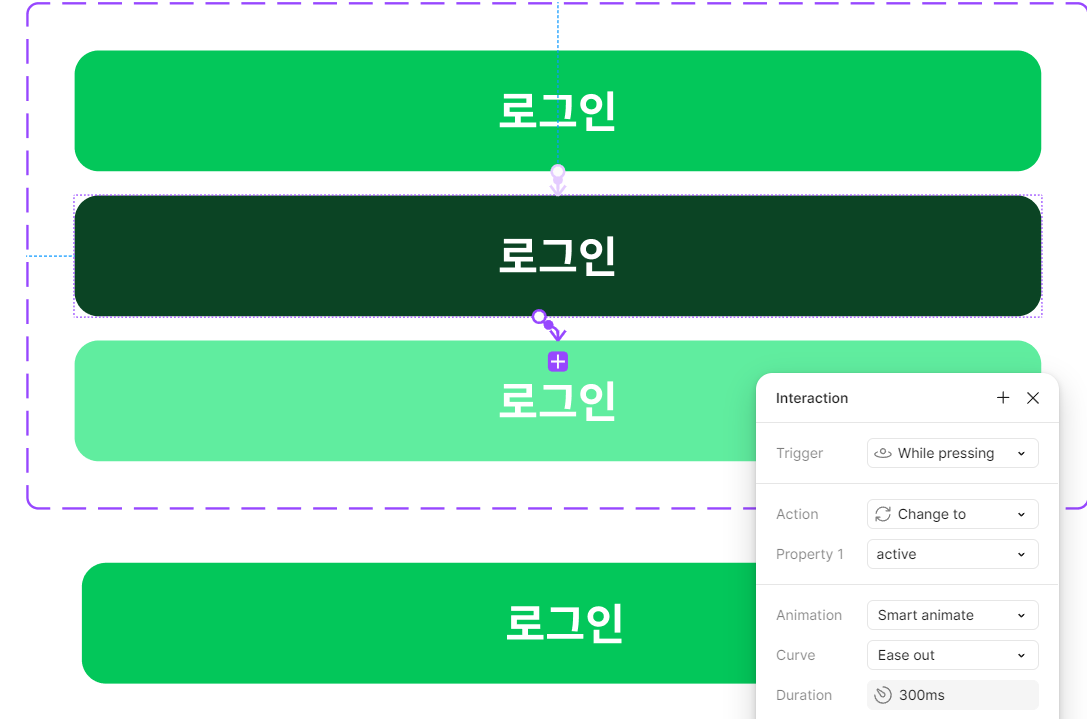 로그인
로그인
로그인
Interaction
Trigger While pressing
Action Change to
Property 1 active
Animation Smart animate
Curve Ease out
Duration 300ms
로그인